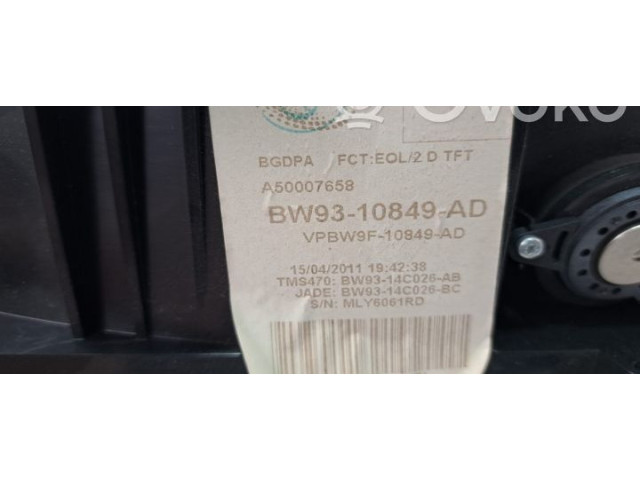 Ovoko
BGDPA FCT:EOL/2 D TFT
A50007658
BW93-10849-AD
VPBW9F-10849-AD
15/04/2011 19:42:38
TMS470: BW93-14C026-AB
JADE: BW93-14C026-BC
S/N: MLY6061RD